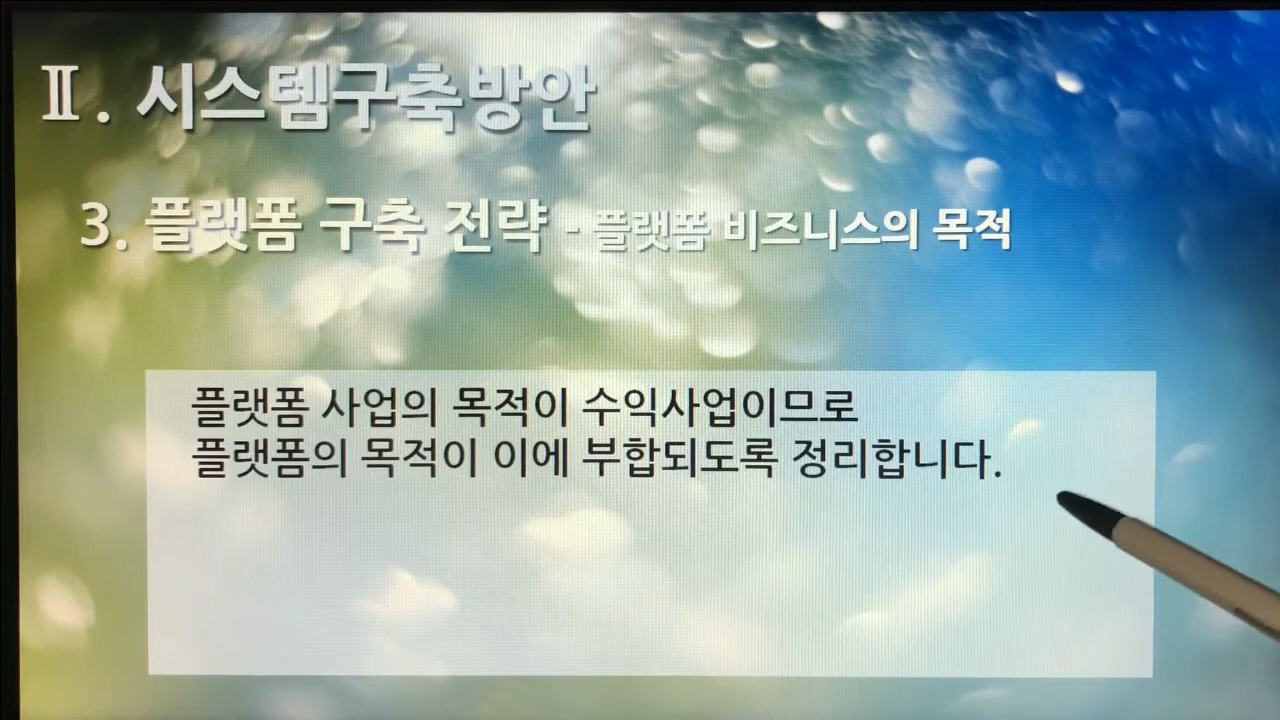 Ⅱ. 시스템구축방안
3. 플랫폼 구축 전략 - 플랫폼 비즈니스의 목적
플랫폼 사업의 목적이 수익사업이므로
플랫폼의 목적이 이에 부합되도록 정리합니다.